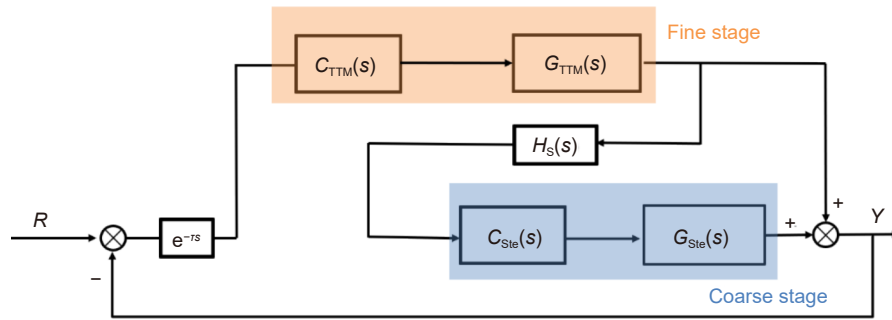 Fine stage
C_TTM(s)
G_TTM(s)
H_S(s)
+
R
e^−τs
C_Ste(s)
G_Ste(s)
+
Y
−
Coarse stage